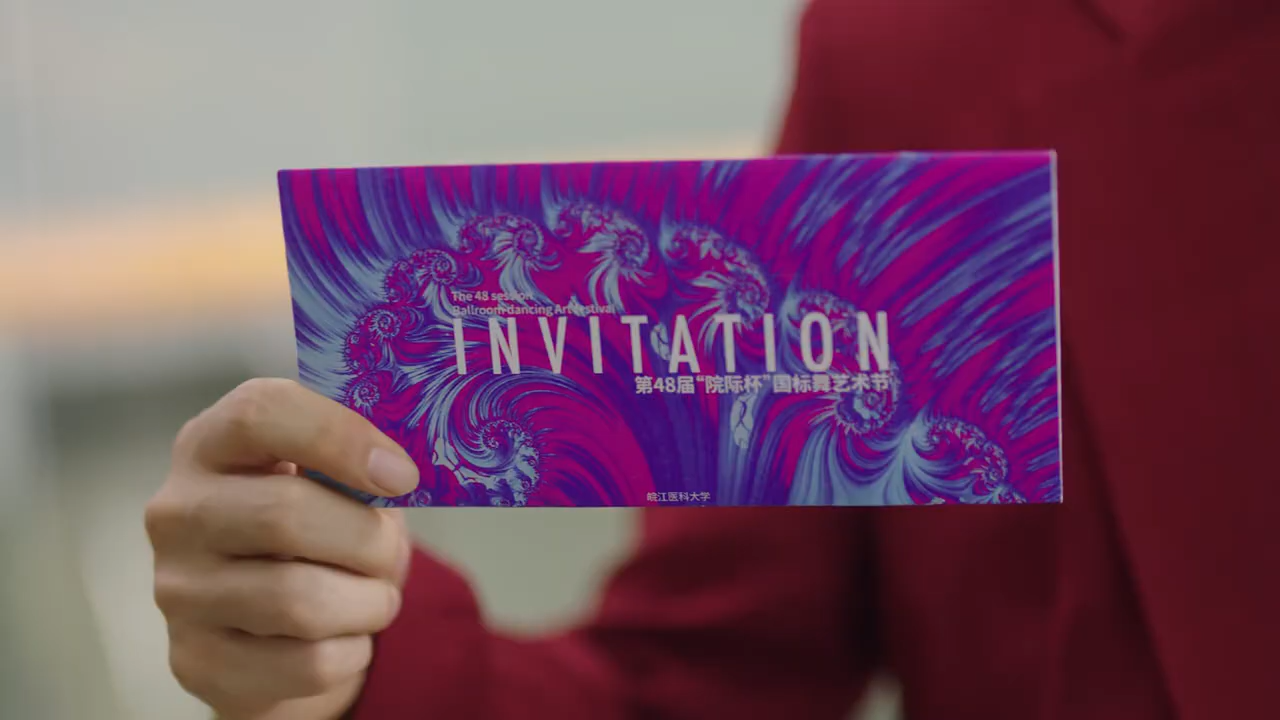 The 48 session
Ballroom dancing Art festival
INVITATION
第48届“院际杯”国标舞艺术节
皖江医科大学